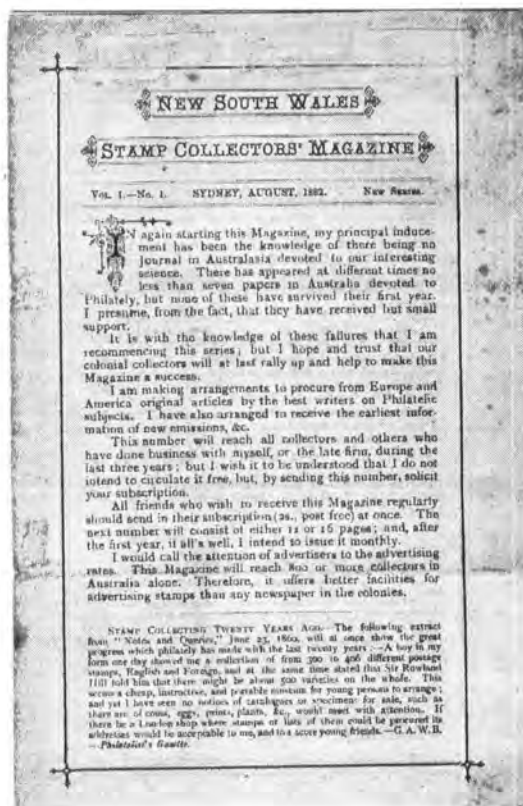 NEW SOUTH WALES
STAMP COLLECTORS' MAGAZINE
VOL. 1.—No. 1. SYDNEY, AUGUST, 1882. NEW SERIES.
IN again starting this Magazine, my principal induce-
ment has been the knowledge of there being no
Journal in Australasia devoted to our interesting
science. There has appeared at different times no
less than seven papers in Australia devoted to
Philately, but none of these have survived their first year.
I presume, from the fact, that they have received but small
support.
It is with the knowledge of these failures that I am
recommencing this series; but I hope and trust that our
colonial collectors will at last rally up and help to make this
Magazine a success.
I am making arrangements to procure from Europe and
America original articles by the best writers on Philatelic
subjects. I have also arranged to receive the earliest infor-
mation of new emissions, &c.
This number will reach all collectors and others who
have done business with myself, or the late firm, during the
last three years; but I wish it to be understood that I do not
intend to circulate it free, but, by sending this number, solicit
your subscription.
All friends who wish to receive this Magazine regularly
should send in their subscription (2s., post free) at once. The
next number will consist of either 12 or 16 pages; and, after
the first year, if all's well, I intend to issue it monthly.
I would call the attention of advertisers to the advertising
rates. This Magazine will reach 800 or more collectors in
Australia alone. Therefore, it offers better facilities for
advertising stamps than any newspaper in the colonies.
STAMP COLLECTING TWENTY YEARS AGO.—The following extract
from "Notes and Queries," June 23, 1860, will at once show the great
progress which philately has made with the last twenty years:—A boy in my
form one day showed me a collection of from 300 to 400 different postage
stamps, English and Foreign, and at the same time stated that Sir Rowland
Hill told him that there might be about 500 varieties on the whole. This
seems a cheap, instructive, and portable museum for young persons to arrange;
and yet I have seen no notices of catalogues or specimens for sale, such as
there are of coins, eggs, prints, plants, &c., would meet with attention. If
there be a London shop where stamps or lists of them could be procured its
addresses would be acceptable to me, and to a score young friends.—G.A.W.B.
—Philatelist's Gazette.